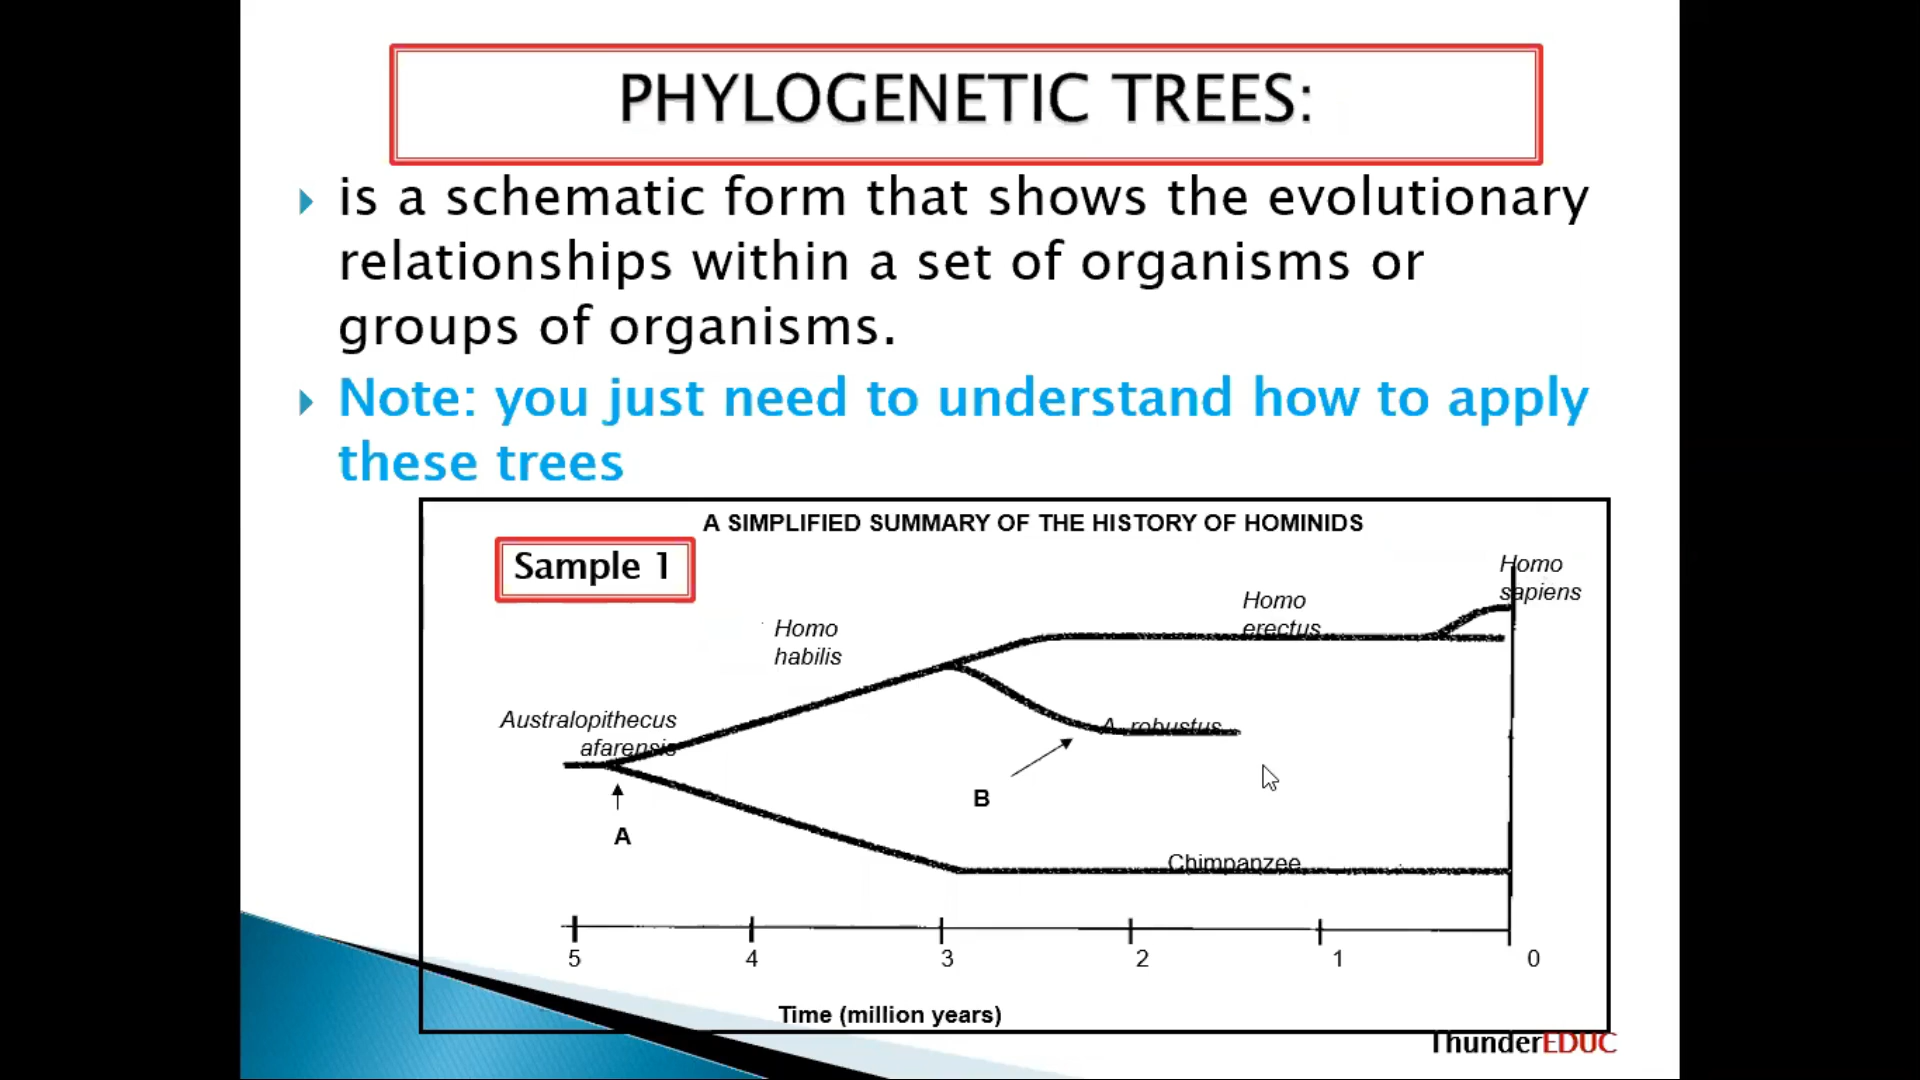 PHYLOGENETIC TREES:
is a schematic form that shows the evolutionary
relationships within a set of organisms or
groups of organisms.
Note: you just need to understand how to apply
these trees
A SIMPLIFIED SUMMARY OF THE HISTORY OF HOMINIDS
Sample 1
Homo
sapiens
Homo
erectus
Homo
habilis
Australopithecus
afarensis
A. robustus
B
A
Chimpanzee
5 4 3 2 1 0
Time (million years)
ThunderEDUC